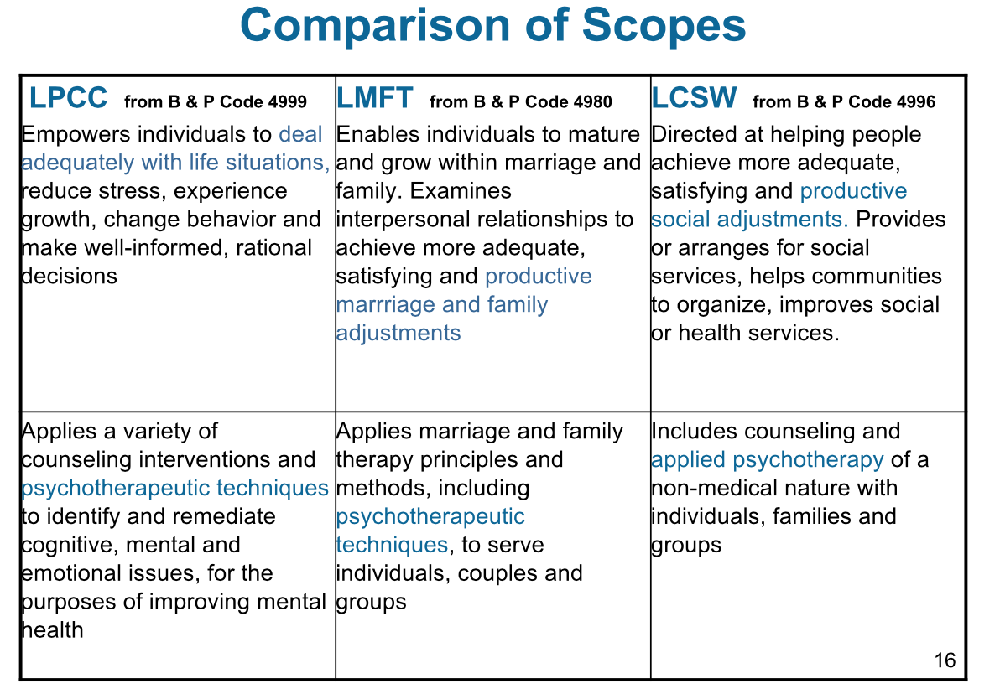 Comparison of Scopes
LPCC from B & P Code 4999
Empowers individuals to deal
adequately with life situations,
reduce stress, experience
growth, change behavior and
make well-informed, rational
decisions
LMFT from B & P Code 4980
Enables individuals to mature
and grow within marriage and
family. Examines
interpersonal relationships to
achieve more adequate,
satisfying and productive
marrriage and family
adjustments
LCSW from B & P Code 4996
Directed at helping people
achieve more adequate,
satisfying and productive
social adjustments. Provides
or arranges for social
services, helps communities
to organize, improves social
or health services.
Applies a variety of
counseling interventions and
psychotherapeutic techniques
to identify and remediate
cognitive, mental and
emotional issues, for the
purposes of improving mental
health
Applies marriage and family
therapy principles and
methods, including
psychotherapeutic
techniques, to serve
individuals, couples and
groups
Includes counseling and
applied psychotherapy of a
non-medical nature with
individuals, families and
groups
16